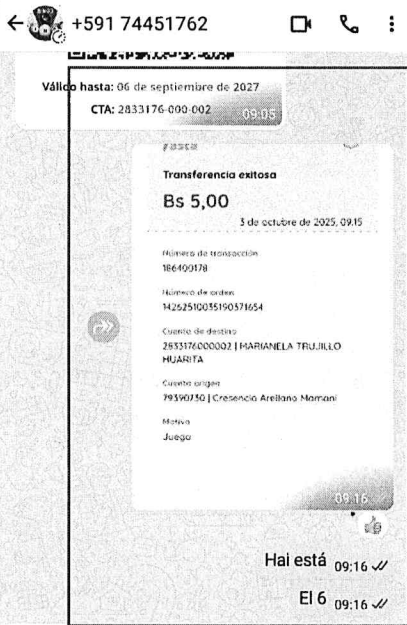 +591 74451762
Válido hasta: 06 de septiembre de 2027
CTA: 2833176-000-002 09:05
Transferencia exitosa
Bs 5,00
3 de octubre de 2025, 09:15
Número de transacción
186400178
Número de orden
1426251003519037 1654
Cuenta de destino
2833176000002 | MARIANELA TRUJILLO
HUARITA
Cuenta origen
79390730 | Cresencio Arellano Mamani
Motivo
Juego
09:16
Hai está 09:16
El 6 09:16